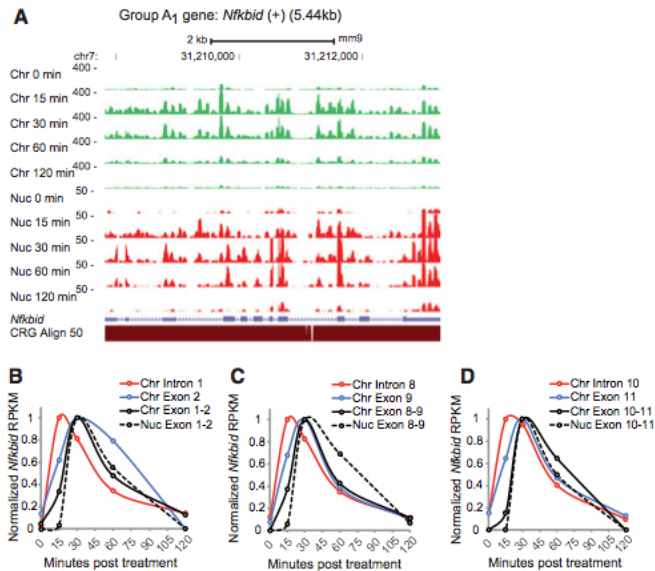 A
Group A1 gene: Nfkbid (+) (5.44kb)
2 kb mm9
chr7: 31,210,000 31,212,000
400 -
Chr 0 min
400 -
Chr 15 min
400 -
Chr 30 min
400 -
Chr 60 min
400 -
Chr 120 min
50 -
Nuc 0 min
50 -
Nuc 15 min
50 -
Nuc 30 min
50 -
Nuc 60 min
50 -
Nuc 120 min
Nfkbid
CRG Align 50
B
Chr Intron 1
Chr Exon 2
Chr Exon 1-2
Nuc Exon 1-2
Normalized Nfkbid RPKM
1
0.8
0.6
0.4
0.2
0
0 15 30 45 60 75 90 105 120
Minutes post treatment
C
Chr Intron 8
Chr Exon 9
Chr Exon 8-9
Nuc Exon 8-9
Normalized Nfkbid RPKM
1
0.8
0.6
0.4
0.2
0
0 15 30 45 60 75 90 105 120
Minutes post treatment
D
Chr Intron 10
Chr Exon 11
Chr Exon 10-11
Nuc Exon 10-11
Normalized Nfkbid RPKM
1
0.8
0.6
0.4
0.2
0
0 15 30 45 60 75 90 105 120
Minutes post treatment